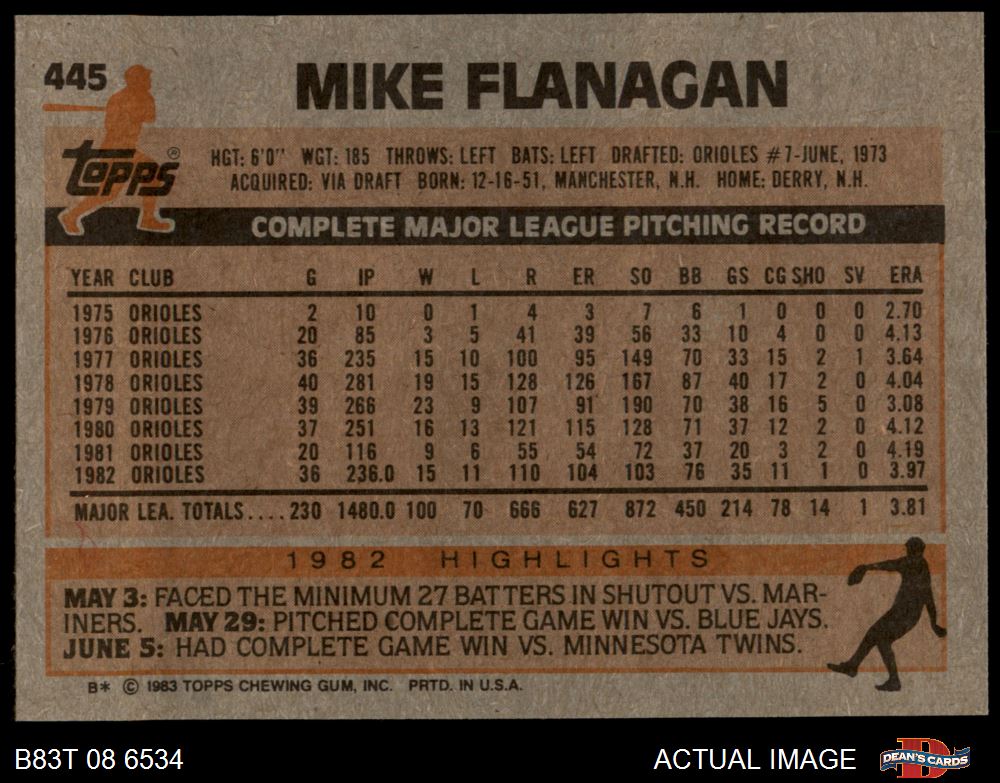 445
MIKE FLANAGAN
TOPPS®
HGT: 6'0" WGT: 185 THROWS: LEFT BATS: LEFT DRAFTED: ORIOLES #7-JUNE, 1973
ACQUIRED: VIA DRAFT BORN: 12-16-51, MANCHESTER, N.H. HOME: DERRY, N.H.
COMPLETE MAJOR LEAGUE PITCHING RECORD
YEAR CLUB G IP W L R ER SO BB GS CG SHO SV ERA
1975 ORIOLES 2 10 0 1 4 3 7 6 1 0 0 0 2.70
1976 ORIOLES 20 85 3 5 41 39 56 33 10 4 0 0 4.13
1977 ORIOLES 36 235 15 10 100 95 149 70 33 15 2 1 3.64
1978 ORIOLES 40 281 19 15 128 126 167 87 40 17 2 0 4.04
1979 ORIOLES 39 266 23 9 107 91 190 70 38 16 5 0 3.08
1980 ORIOLES 37 251 16 13 121 115 128 71 37 12 2 0 4.12
1981 ORIOLES 20 116 9 6 55 54 72 37 20 3 2 0 4.19
1982 ORIOLES 36 236.0 15 11 110 104 103 76 35 11 1 0 3.97
MAJOR LEA. TOTALS.... 230 1480.0 100 70 666 627 872 450 214 78 14 1 3.81
1982 HIGHLIGHTS
MAY 3: FACED THE MINIMUM 27 BATTERS IN SHUTOUT VS. MAR-
INERS. MAY 29: PITCHED COMPLETE GAME WIN VS. BLUE JAYS.
JUNE 5: HAD COMPLETE GAME WIN VS. MINNESOTA TWINS.
B* © 1983 TOPPS CHEWING GUM, INC. PRTD. IN U.S.A.
B83T 08 6534
ACTUAL IMAGE
D
DEAN'S CARDS